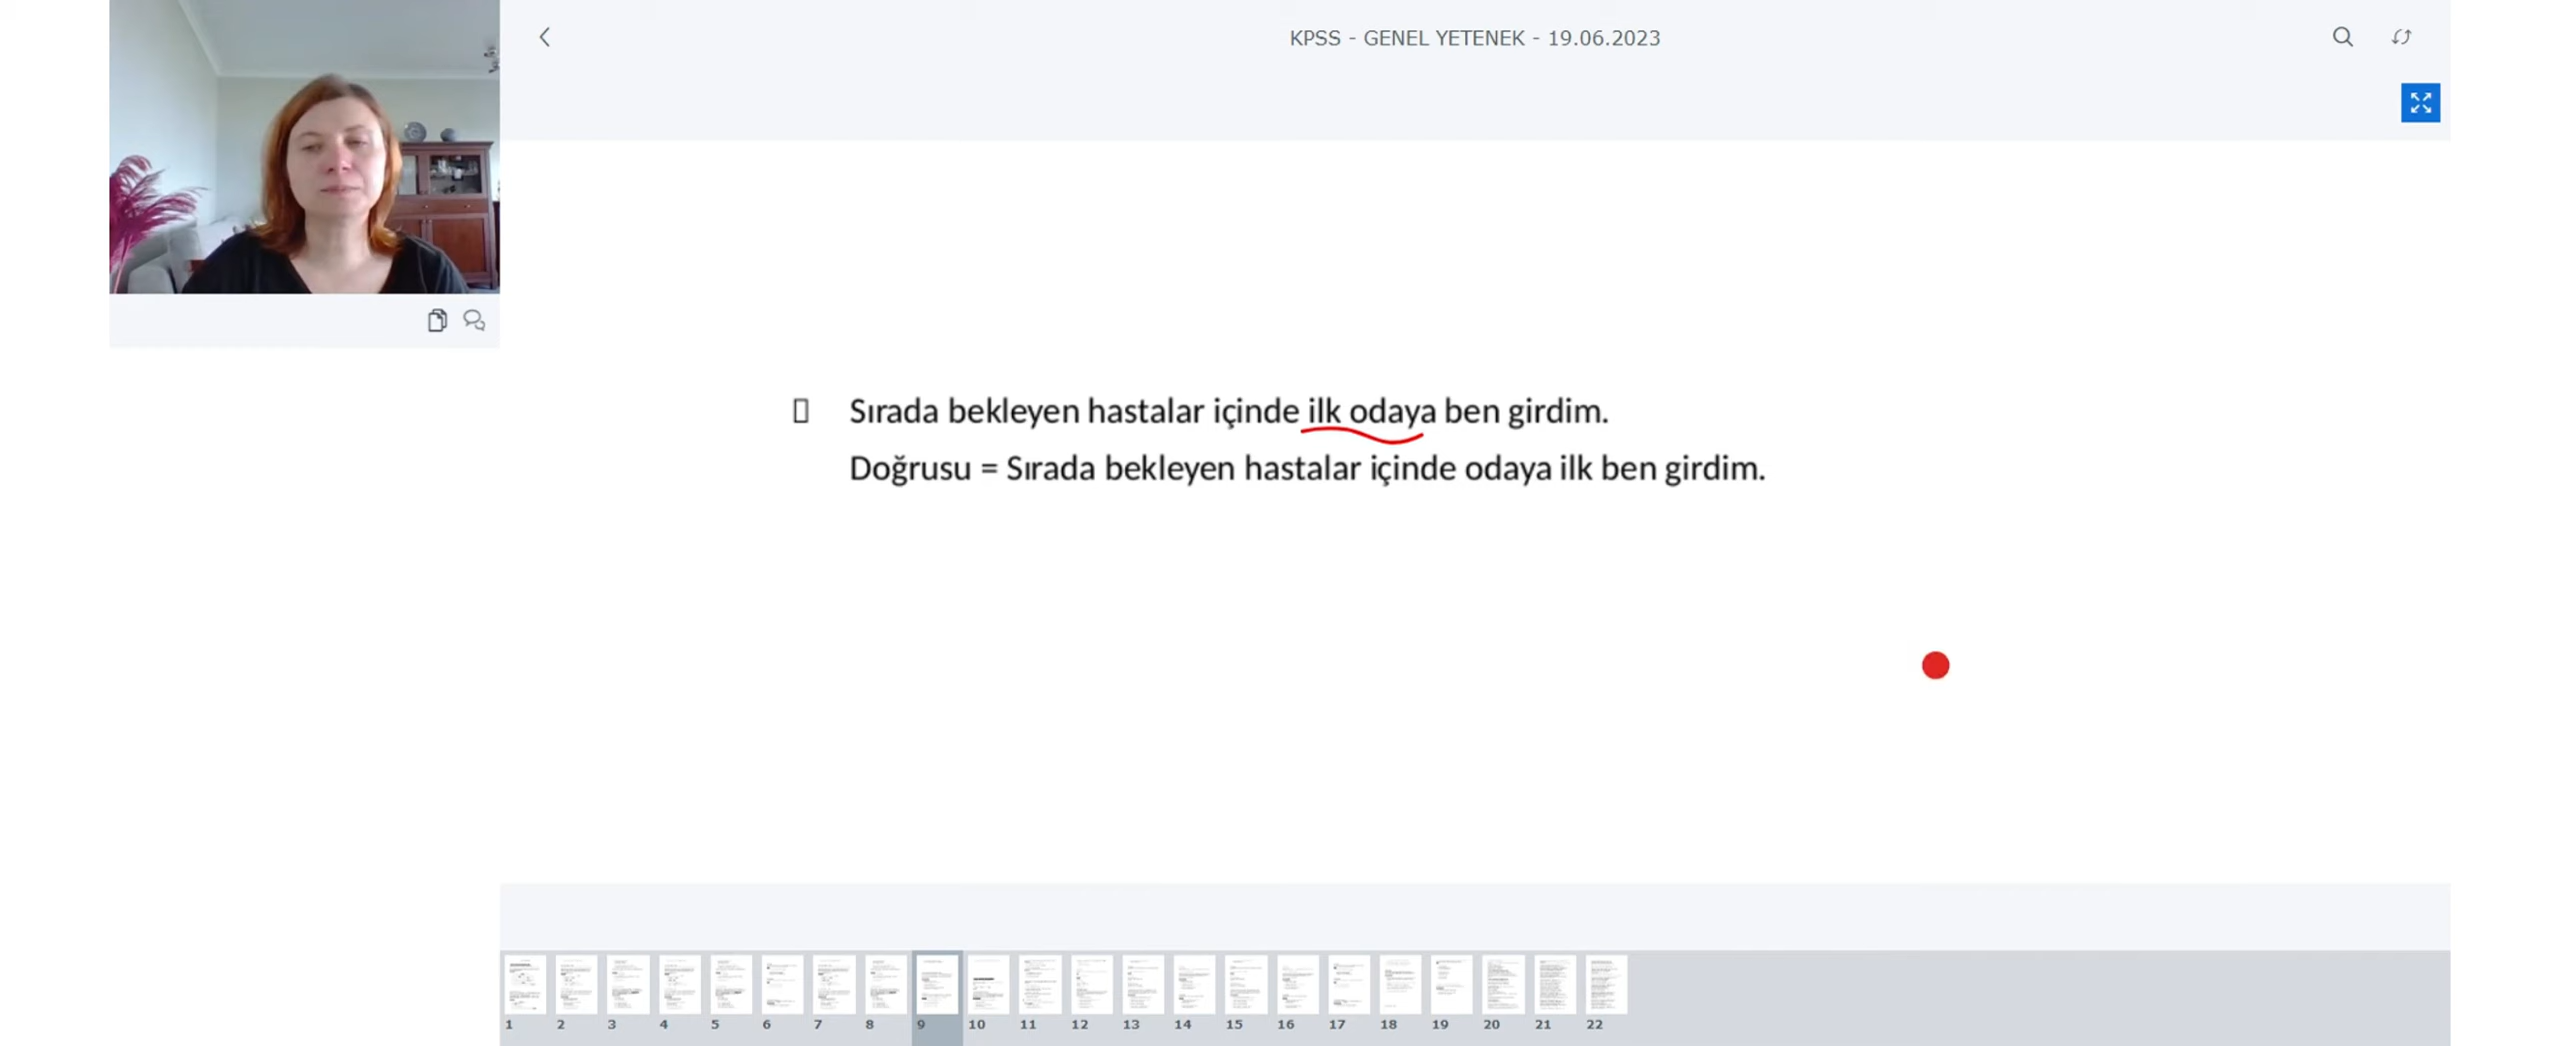 KPSS - GENEL YETENEK - 19.06.2023
Sırada bekleyen hastalar içinde ilk odaya ben girdim.
Doğrusu = Sırada bekleyen hastalar içinde odaya ilk ben girdim.
1 2 3 4 5 6 7 8 9 10 11 12 13 14 15 16 17 18 19 20 21 22